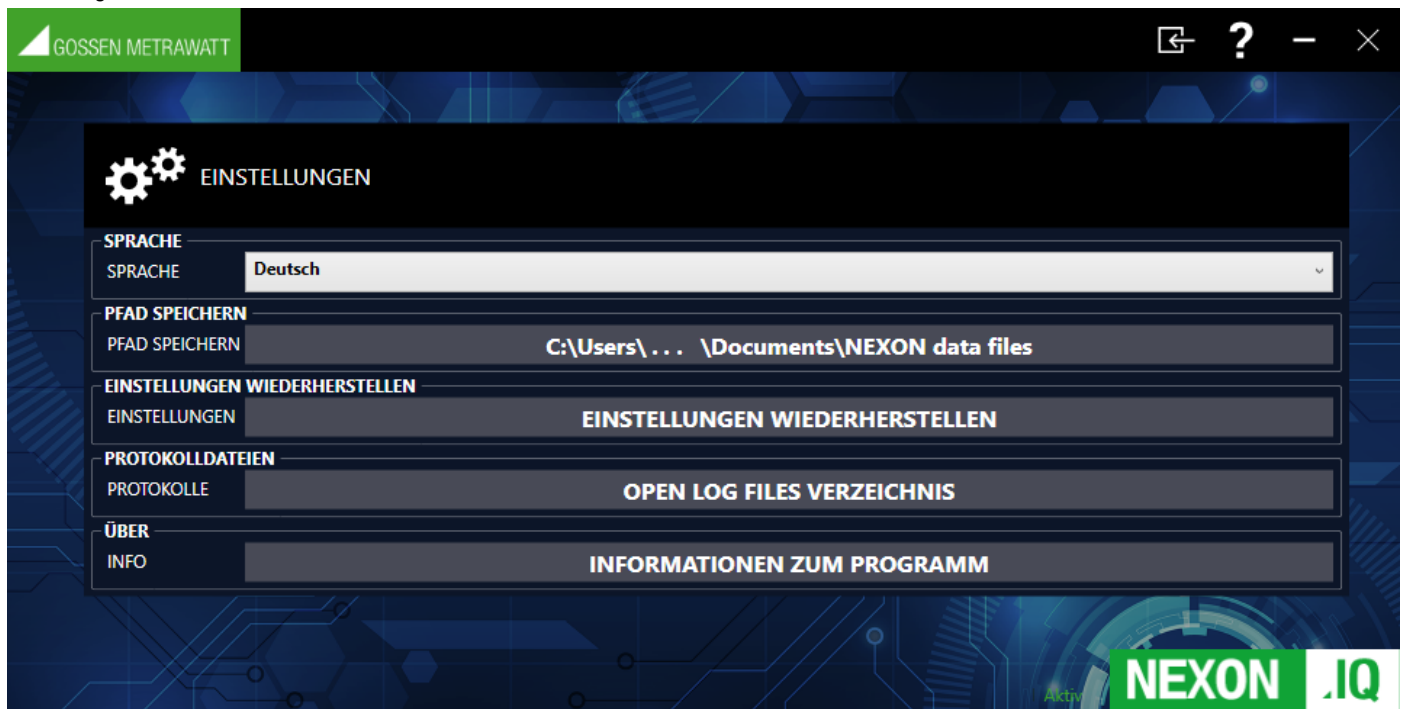 GOSSEN METRAWATT
?
EINSTELLUNGEN
SPRACHE
SPRACHE Deutsch
PFAD SPEICHERN
PFAD SPEICHERN C:\Users\... \Documents\NEXON data files
EINSTELLUNGEN WIEDERHERSTELLEN
EINSTELLUNGEN EINSTELLUNGEN WIEDERHERSTELLEN
PROTOKOLLDATEIEN
PROTOKOLLE OPEN LOG FILES VERZEICHNIS
ÜBER
INFO INFORMATIONEN ZUM PROGRAMM
Aktiv
NEXON .IQ